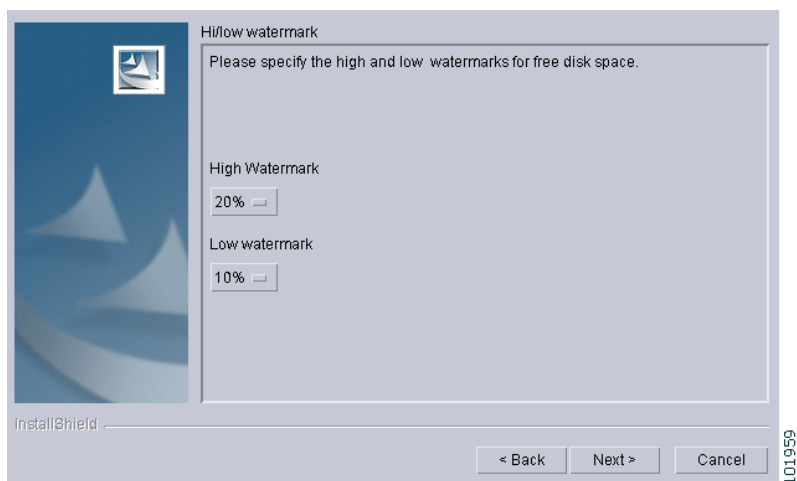 Hi/low watermark
Please specify the high and low watermarks for free disk space.
High Watermark
20%
Low watermark
10%
InstallShield
< Back
Next >
Cancel
101959